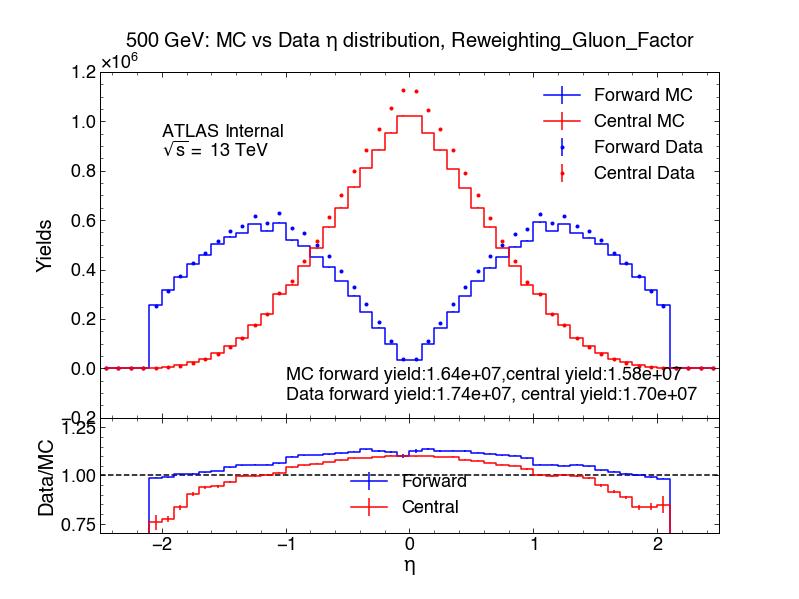 500 GeV: MC vs Data η distribution, Reweighting_Gluon_Factor
×10⁶
1.2
1.0
0.8
0.6
0.4
0.2
0.0
−0.2
Yields
ATLAS Internal
√s = 13 TeV
Forward MC
Central MC
Forward Data
Central Data
MC forward yield:1.64e+07,central yield:1.58e+07
Data forward yield:1.74e+07, central yield:1.70e+07
1.25
1.00
0.75
Data/MC
Forward
Central
−2 −1 0 1 2
η